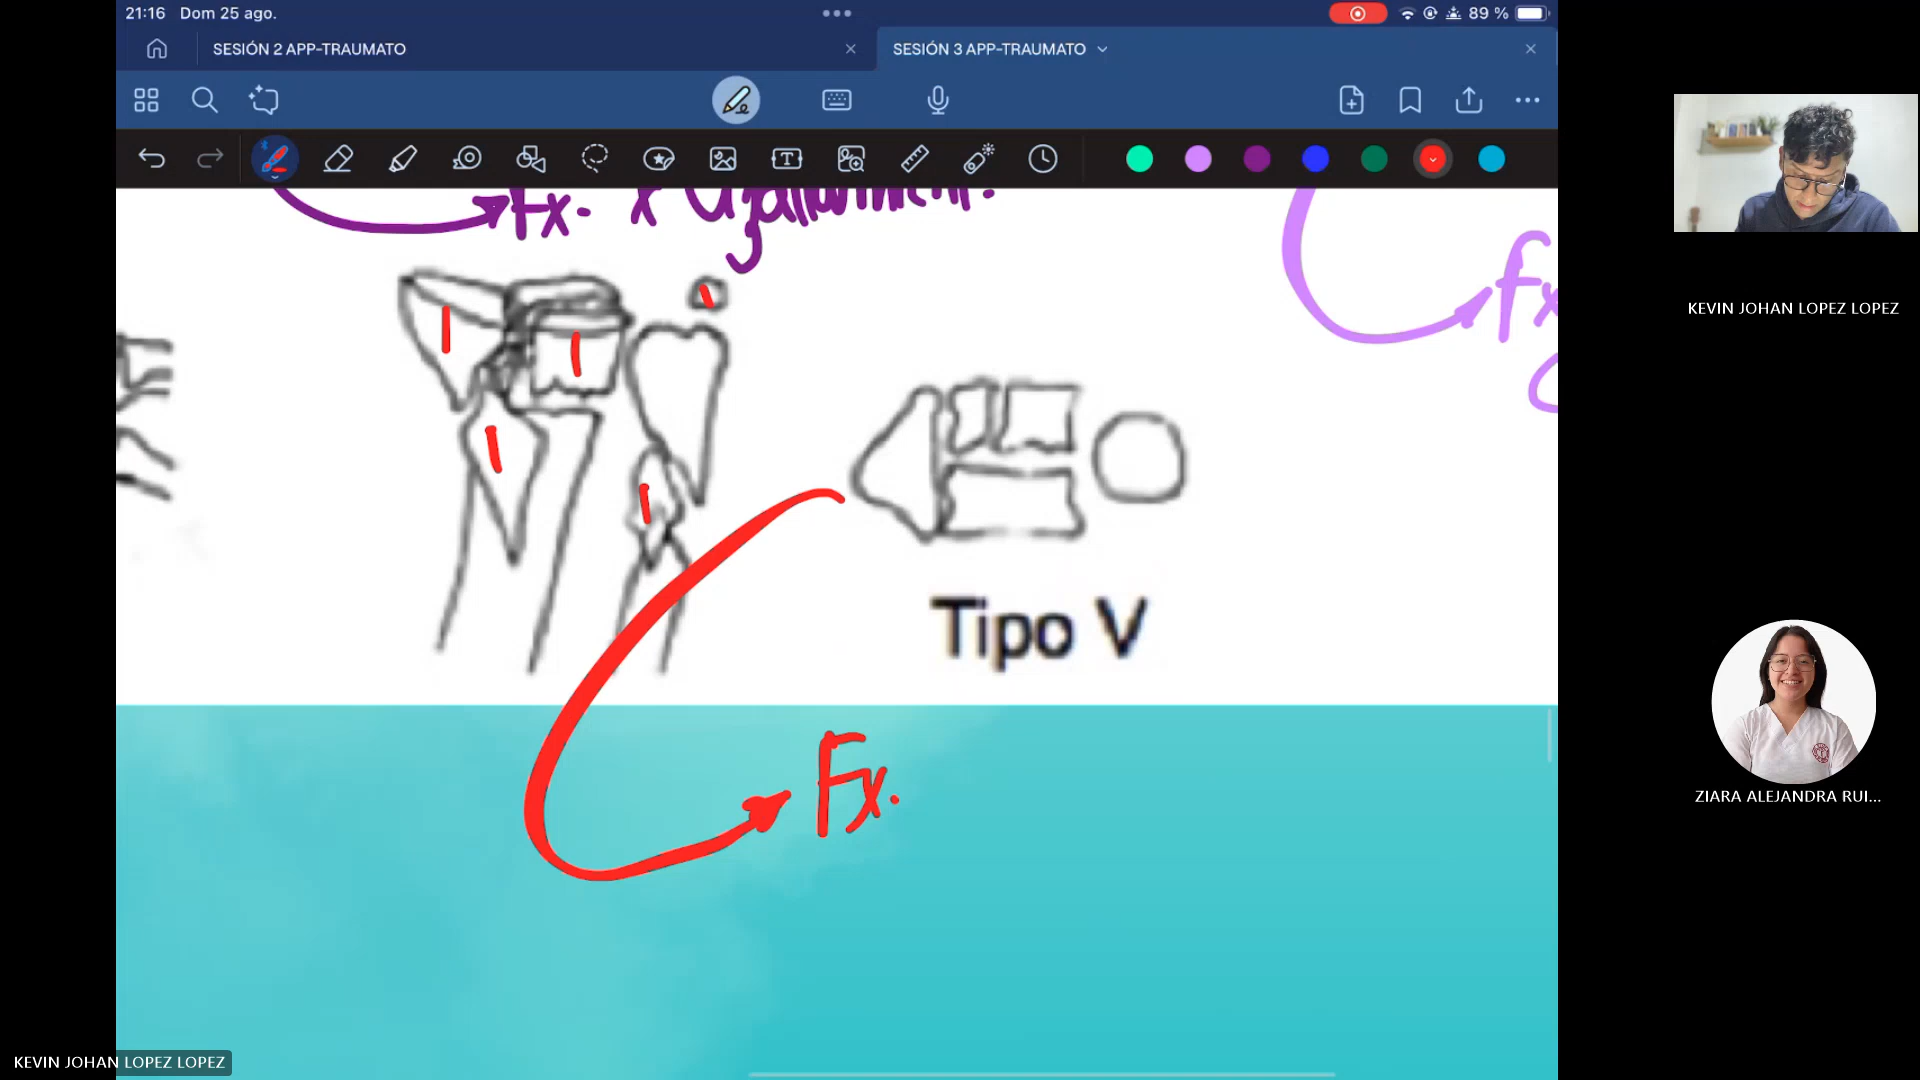 21:16 Dom 25 ago.
89 %
SESIÓN 2 APP-TRAUMATO
SESIÓN 3 APP-TRAUMATO
Fx. x
Fx
Tipo V
Fx.
KEVIN JOHAN LOPEZ LOPEZ
ZIARA ALEJANDRA RUI...
KEVIN JOHAN LOPEZ LOPEZ